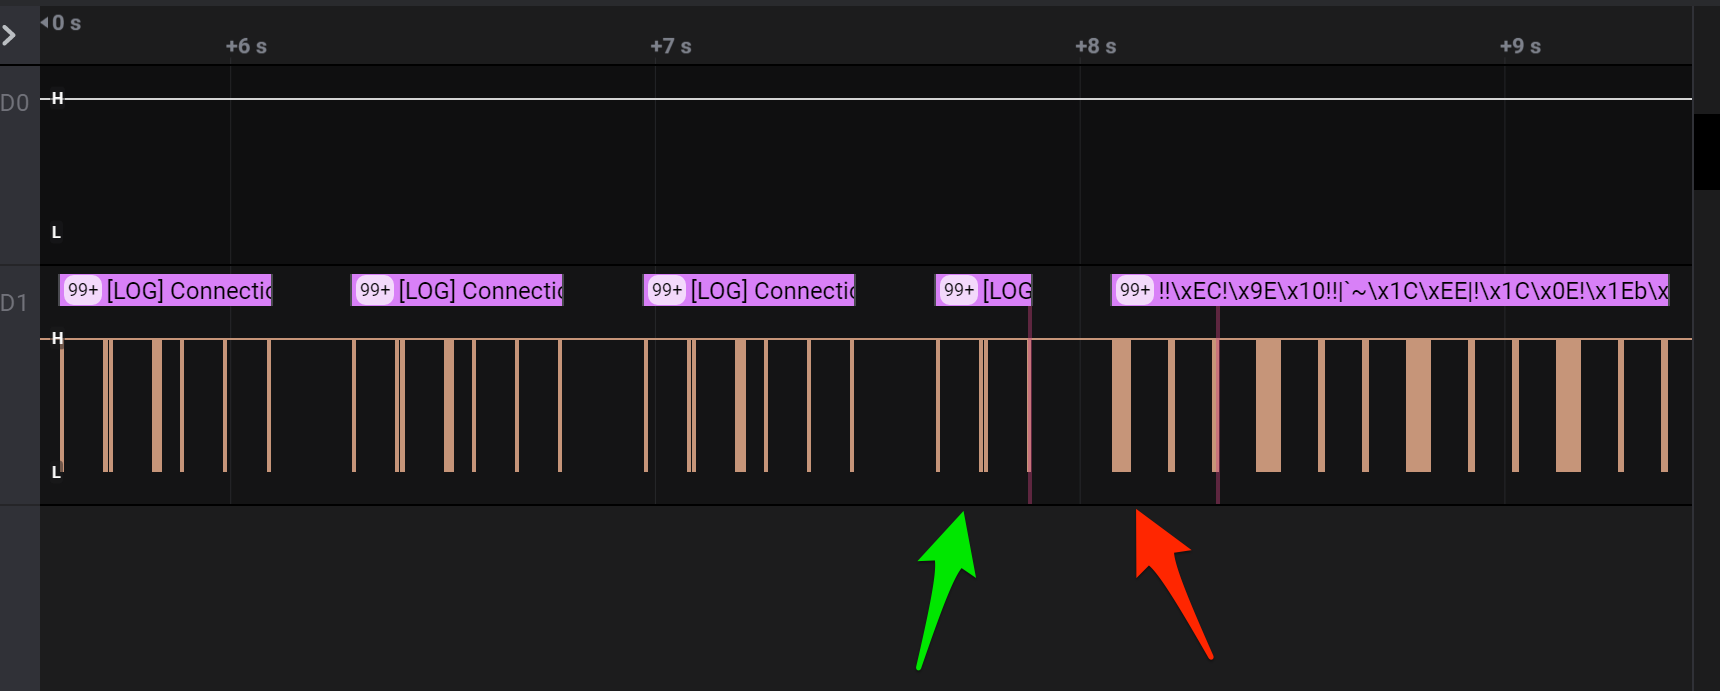 0 s
+6 s
+7 s
+8 s
+9 s
D0
H
L
99+ [LOG] Connectic
99+ [LOG] Connectic
99+ [LOG] Connectic
99+ [LOG
99+ !!\xEC!\x9E\x10!!|`~\x1C\xEE|!\x1C\x0E!\x1Eb\x
D1
H
L